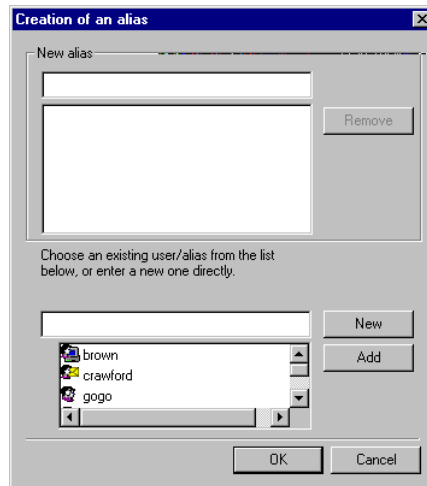 Creation of an alias
New alias
Remove
Choose an existing user/alias from the list
below, or enter a new one directly.
New
brown
Add
crawford
gogo
OK
Cancel